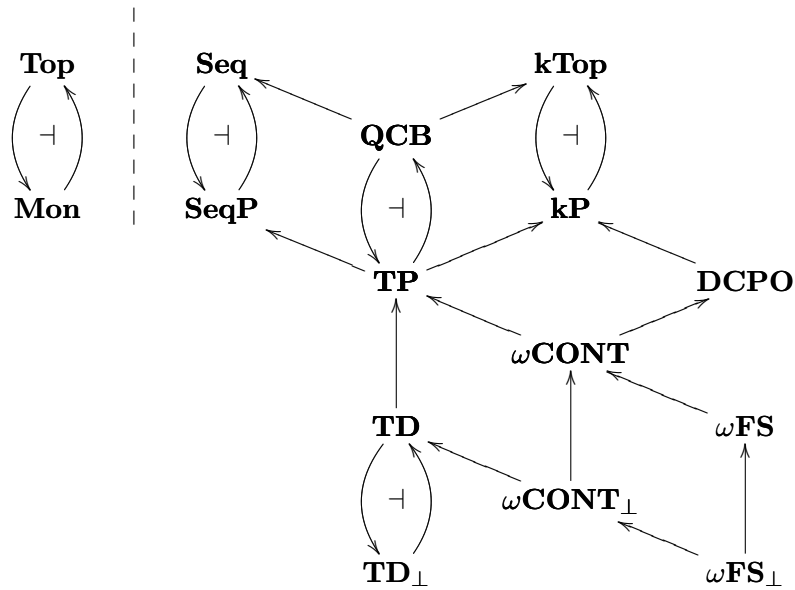 Top Seq kTop
⊣ ⊣ QCB ⊣
Mon SeqP ⊣ kP
TP DCPO
ωCONT
TD ωFS
⊣ ωCONT⊥
TD⊥ ωFS⊥